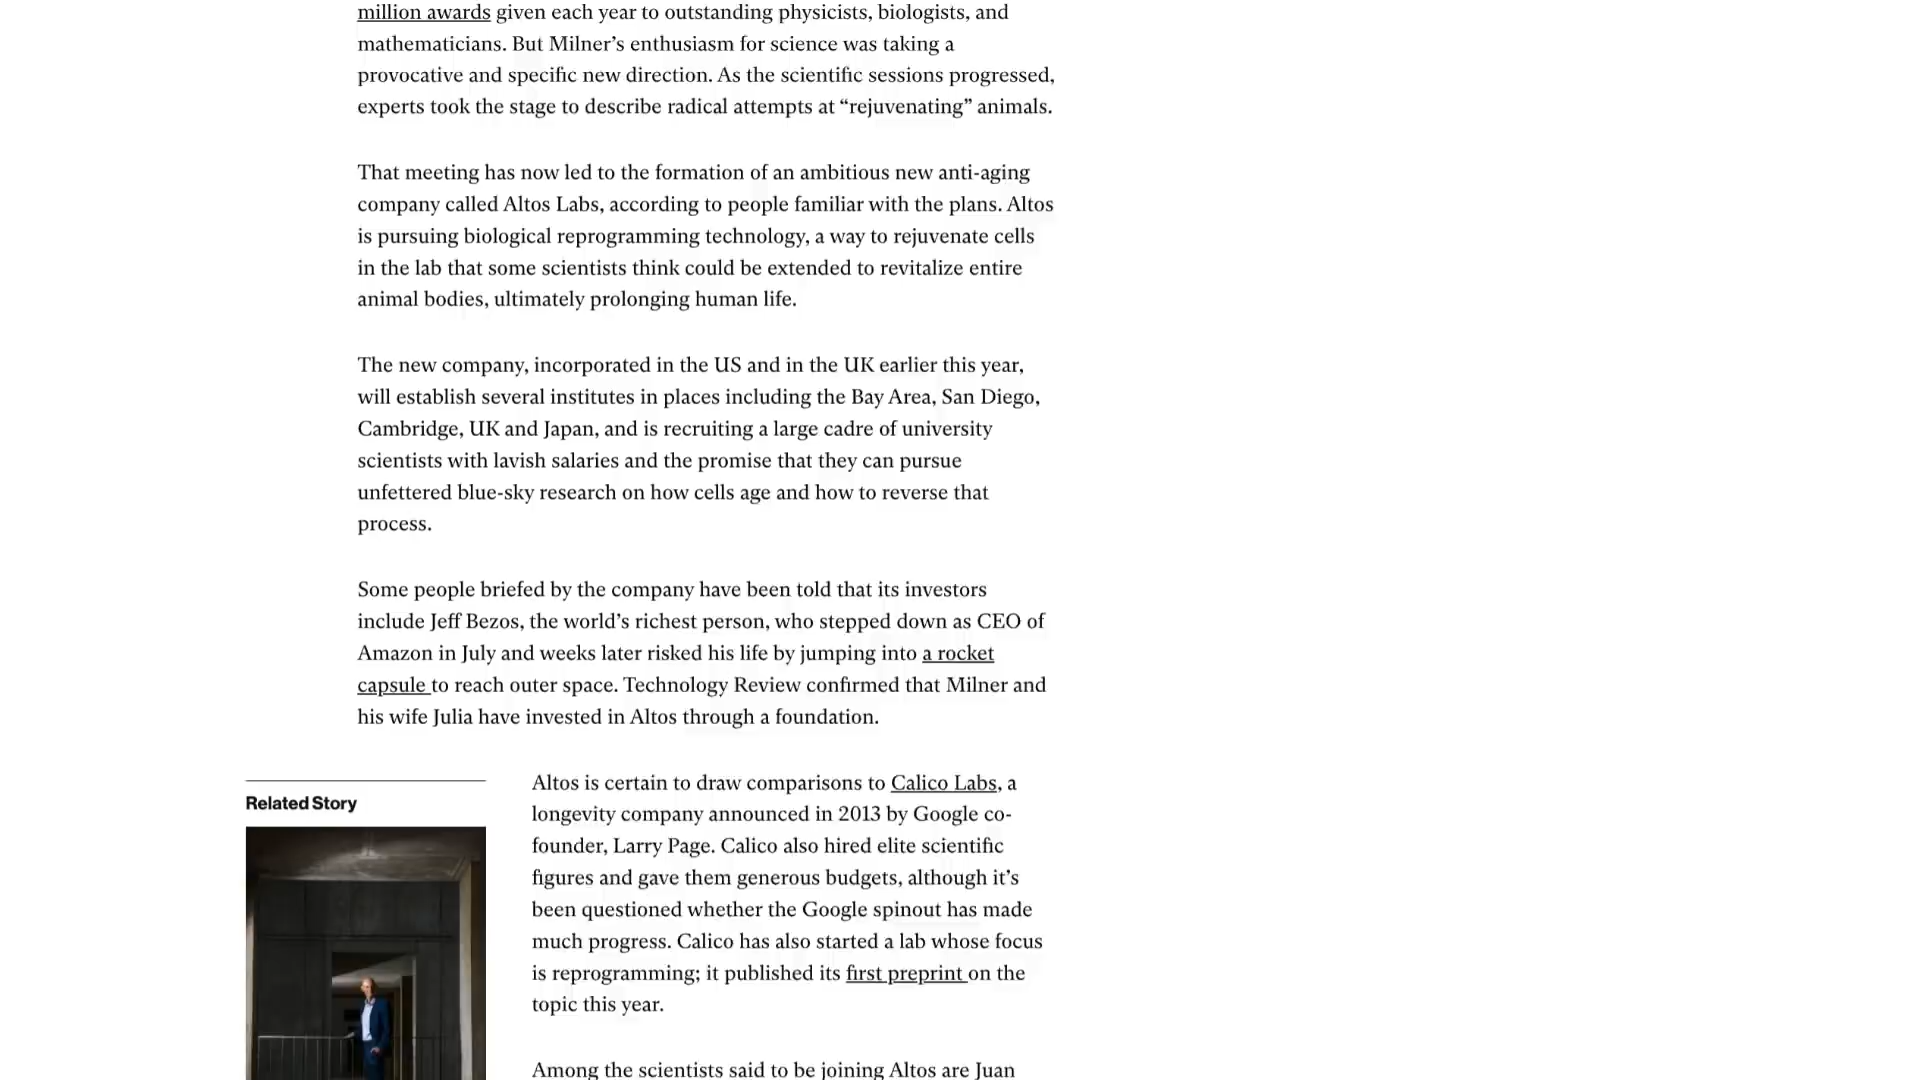 million awards given each year to outstanding physicists, biologists, and
mathematicians. But Milner’s enthusiasm for science was taking a
provocative and specific new direction. As the scientific sessions progressed,
experts took the stage to describe radical attempts at “rejuvenating” animals.
That meeting has now led to the formation of an ambitious new anti-aging
company called Altos Labs, according to people familiar with the plans. Altos
is pursuing biological reprogramming technology, a way to rejuvenate cells
in the lab that some scientists think could be extended to revitalize entire
animal bodies, ultimately prolonging human life.
The new company, incorporated in the US and in the UK earlier this year,
will establish several institutes in places including the Bay Area, San Diego,
Cambridge, UK and Japan, and is recruiting a large cadre of university
scientists with lavish salaries and the promise that they can pursue
unfettered blue-sky research on how cells age and how to reverse that
process.
Some people briefed by the company have been told that its investors
include Jeff Bezos, the world’s richest person, who stepped down as CEO of
Amazon in July and weeks later risked his life by jumping into a rocket
capsule to reach outer space. Technology Review confirmed that Milner and
his wife Julia have invested in Altos through a foundation.
Related Story
Altos is certain to draw comparisons to Calico Labs, a
longevity company announced in 2013 by Google co-
founder, Larry Page. Calico also hired elite scientific
figures and gave them generous budgets, although it’s
been questioned whether the Google spinout has made
much progress. Calico has also started a lab whose focus
is reprogramming; it published its first preprint on the
topic this year.
Among the scientists said to be joining Altos are Juan